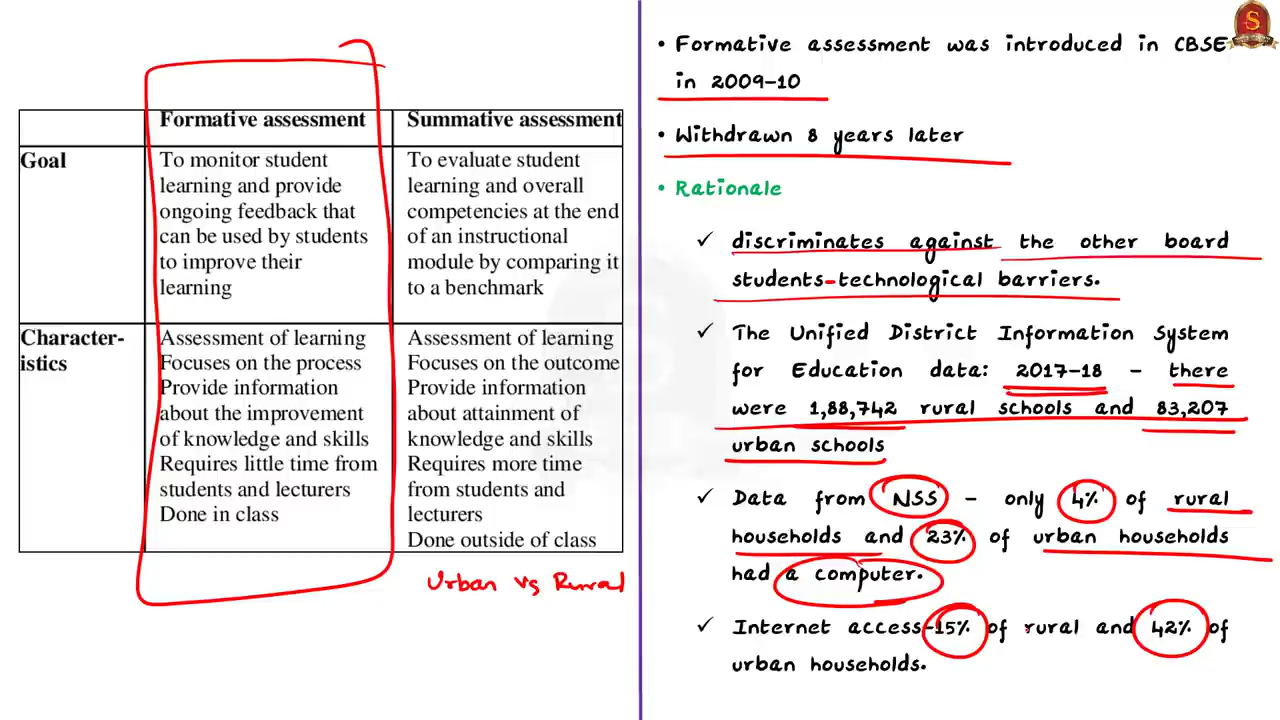 Formative assessment Summative assessment
Goal
To monitor student
learning and provide
ongoing feedback that
can be used by students
to improve their
learning
To evaluate student
learning and overall
competencies at the end
of an instructional
module by comparing it
to a benchmark
Character-
istics
Assessment of learning
Focuses on the process
Provide information
about the improvement
of knowledge and skills
Requires little time from
students and lecturers
Done in class
Assessment of learning
Focuses on the outcome
Provide information
about attainment of
knowledge and skills
Requires more time
from students and
lecturers
Done outside of class
Urban vs Rural
• Formative assessment was introduced in CBSE
in 2009-10
• Withdrawn 8 years later
• Rationale
✓ discriminates against the other board
students-technological barriers.
✓ The Unified District Information System
for Education data: 2017-18 - there
were 1,88,742 rural schools and 83,207
urban schools
✓ Data from NSS - only 4% of rural
households and 23% of urban households
had a computer.
✓ Internet access-15% of rural and 42% of
urban households.
S